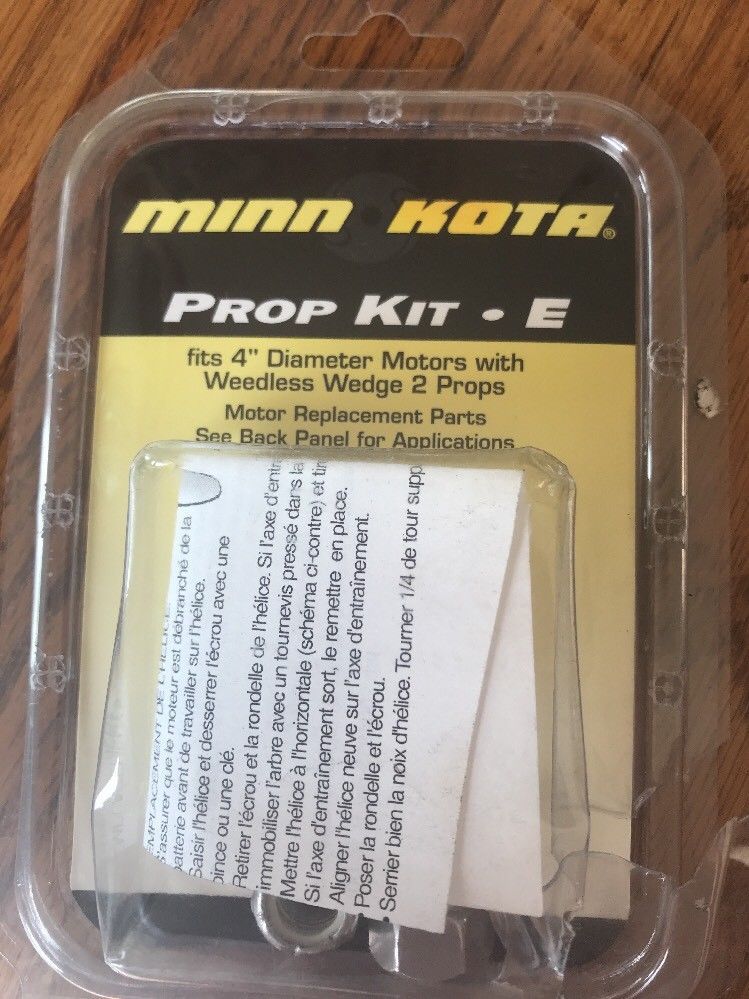 MINN KOTA®
PROP KIT • E
fits 4" Diameter Motors with
Weedless Wedge 2 Props
Motor Replacement Parts
See Back Panel for Applications
DE L'HÉLICE
S'assurer que le moteur est débranché de la
batterie avant de travailler sur l'hélice.
Saisir l'hélice et desserrer l'écrou avec une
pince ou une clé.
Retirer l'écrou et la rondelle de l'hélice. Si l'axe d'entra
immobiliser l'arbre avec un tournevis pressé dans la
Mettre l'hélice à l'horizontale (schéma ci-contre) et tir
Si l'axe d'entraînement sort, le remettre en place.
Aligner l'hélice neuve sur l'axe d'entraînement.
Poser la rondelle et l'écrou.
• Serrier bien la noix d'hélice. Tourner 1/4 de tour supp